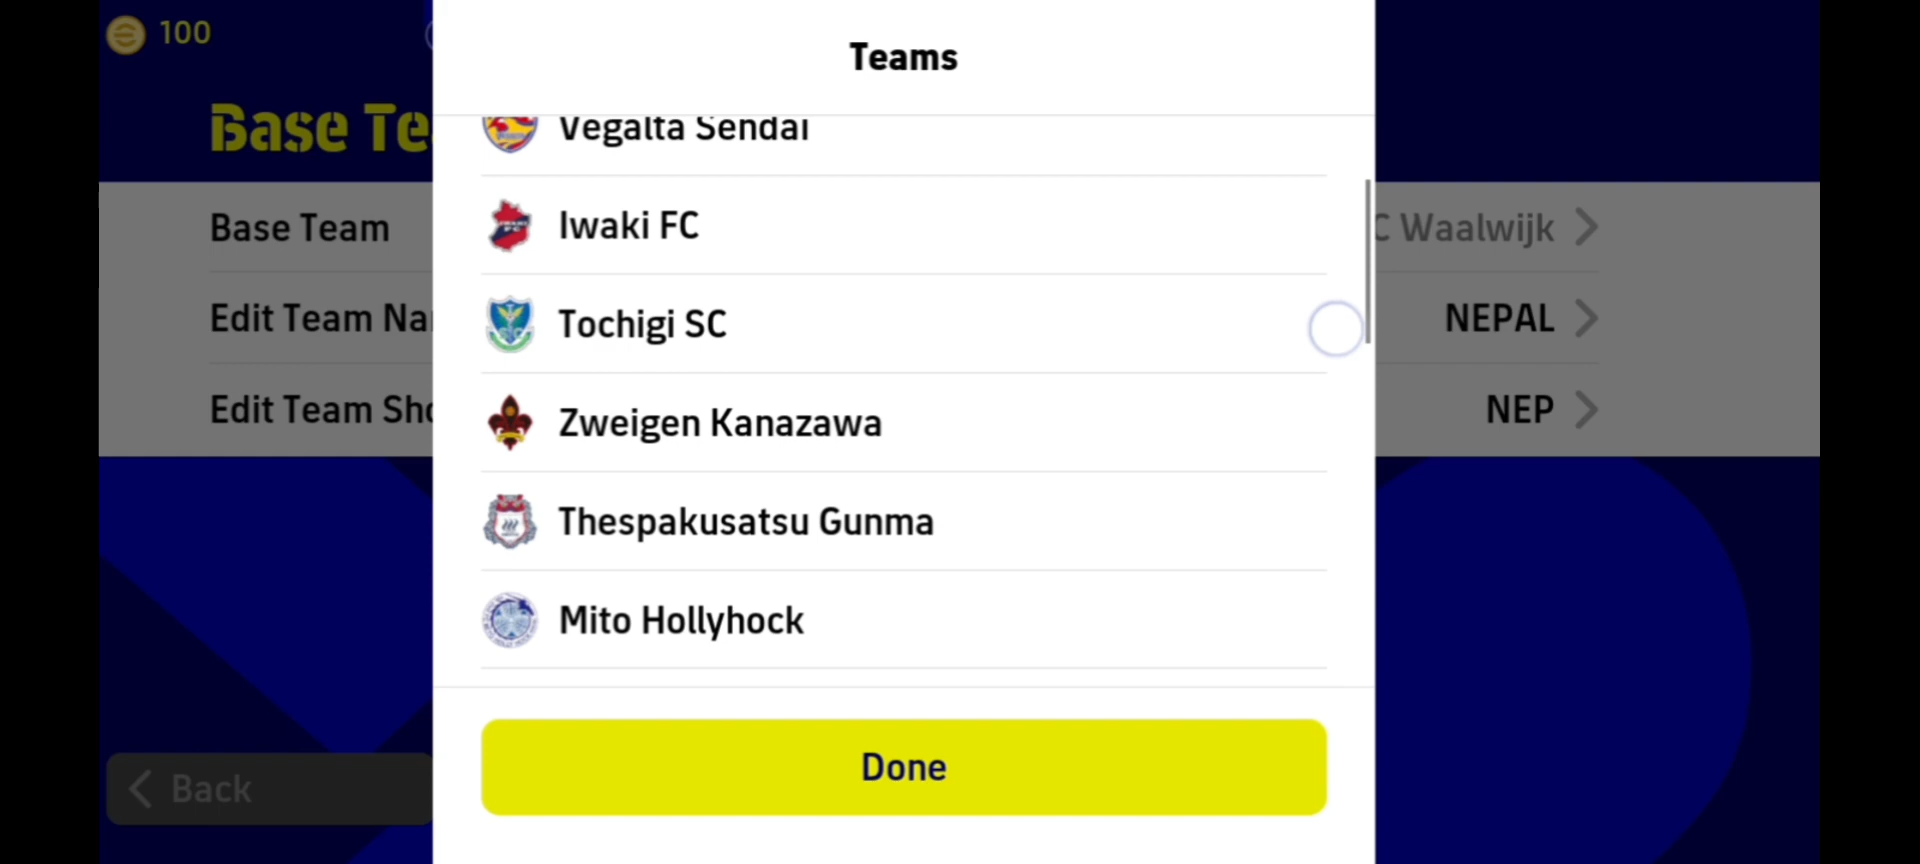 100
Teams
Base Te
Vegalta Sendai
Base Team
Iwaki FC
C Waalwijk
Edit Team Na
Tochigi SC
NEPAL
Edit Team Sho
Zweigen Kanazawa
NEP
Thespakusatsu Gunma
Mito Hollyhock
Done
Back